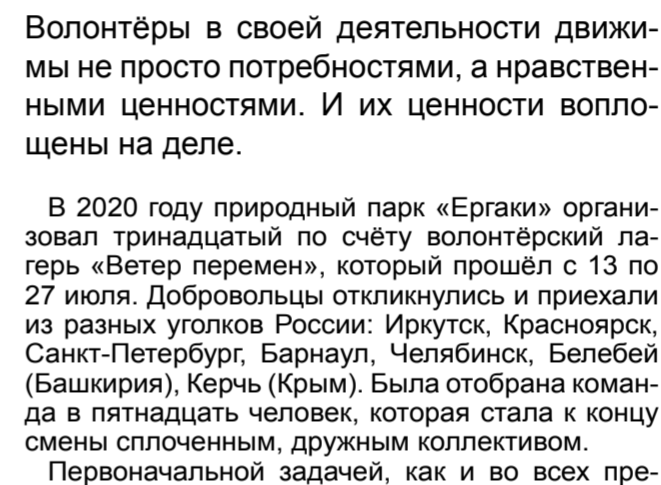 Волонтёры в своей деятельности движи-
мы не просто потребностями, а нравствен-
ными ценностями. И их ценности вопло-
щены на деле.
В 2020 году природный парк «Ергаки» органи-
зовал тринадцатый по счёту волонтёрский ла-
герь «Ветер перемен», который прошёл с 13 по
27 июля. Добровольцы откликнулись и приехали
из разных уголков России: Иркутск, Красноярск,
Санкт-Петербург, Барнаул, Челябинск, Белебей
(Башкирия), Керчь (Крым). Была отобрана коман-
да в пятнадцать человек, которая стала к концу
смены сплоченным, дружным коллективом.
Первоначальной задачей, как и во всех пре-